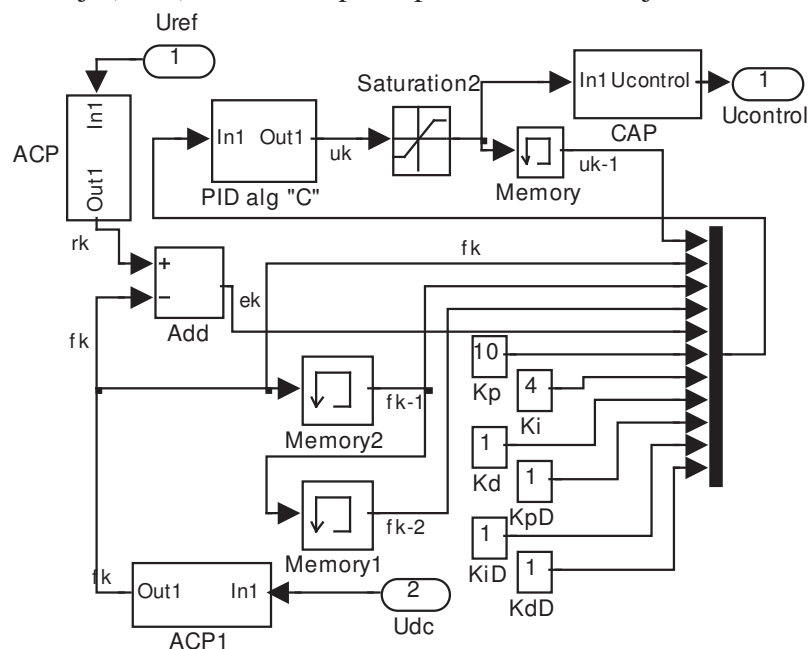 Uref
1
In1
Out1
ACP
rk
In1 Out1
PID alg "C"
uk
Saturation2
In1 Ucontrol
CAP
1
Ucontrol
uk-1
Memory
fk
+
−
Add
ek
fk
fk-1
Memory2
fk-2
Memory1
10
Kp
4
Ki
1
Kd
1
KpD
1
KiD
1
KdD
fk
Out1 In1
ACP1
2
Udc